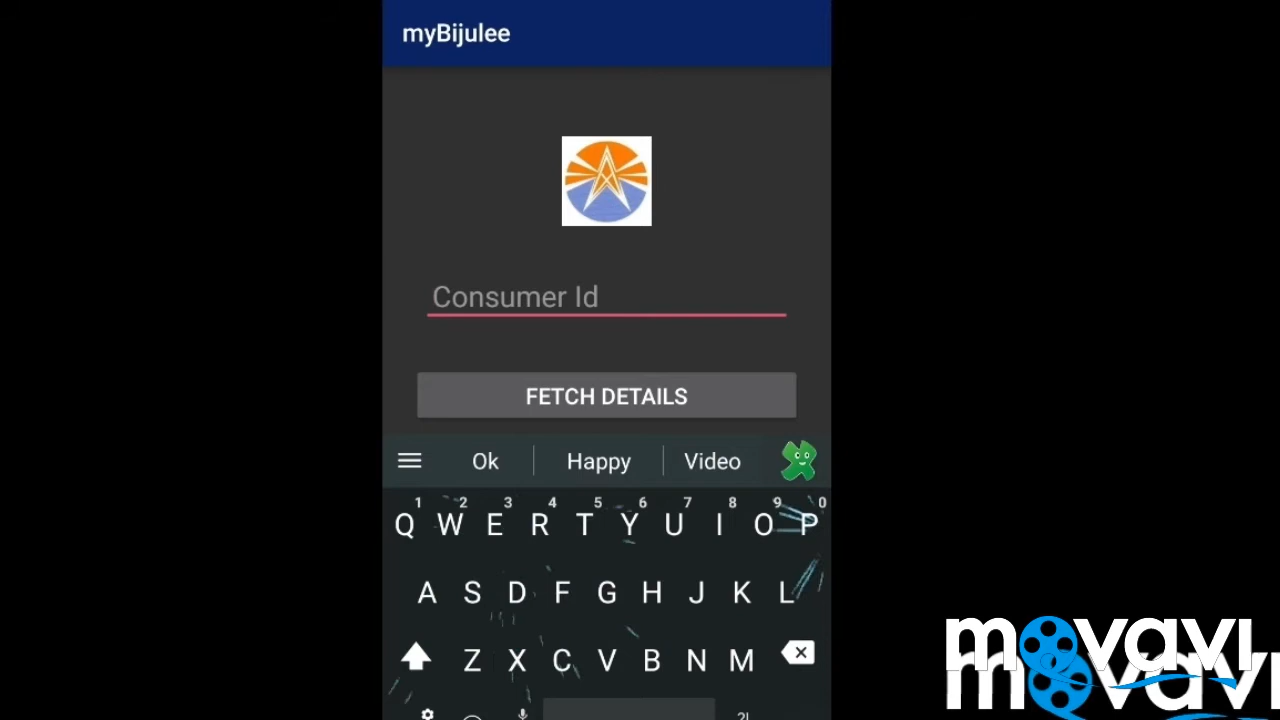 myBijulee
Consumer Id
FETCH DETAILS
Ok Happy Video
1 2 3 4 5 6 7 8 9 0
Q W E R T Y U I O P
A S D F G H J K L
Z X C V B N M
movavi
movavi